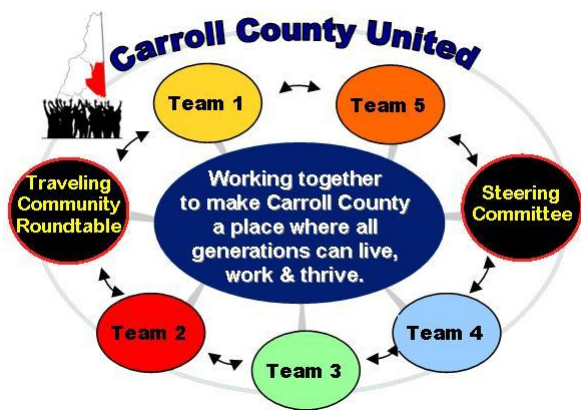 Carroll County United
Team 1
Team 5
Traveling
Community
Roundtable
Working together
to make Carroll County
a place where all
generations can live,
work & thrive.
Steering
Committee
Team 2
Team 4
Team 3